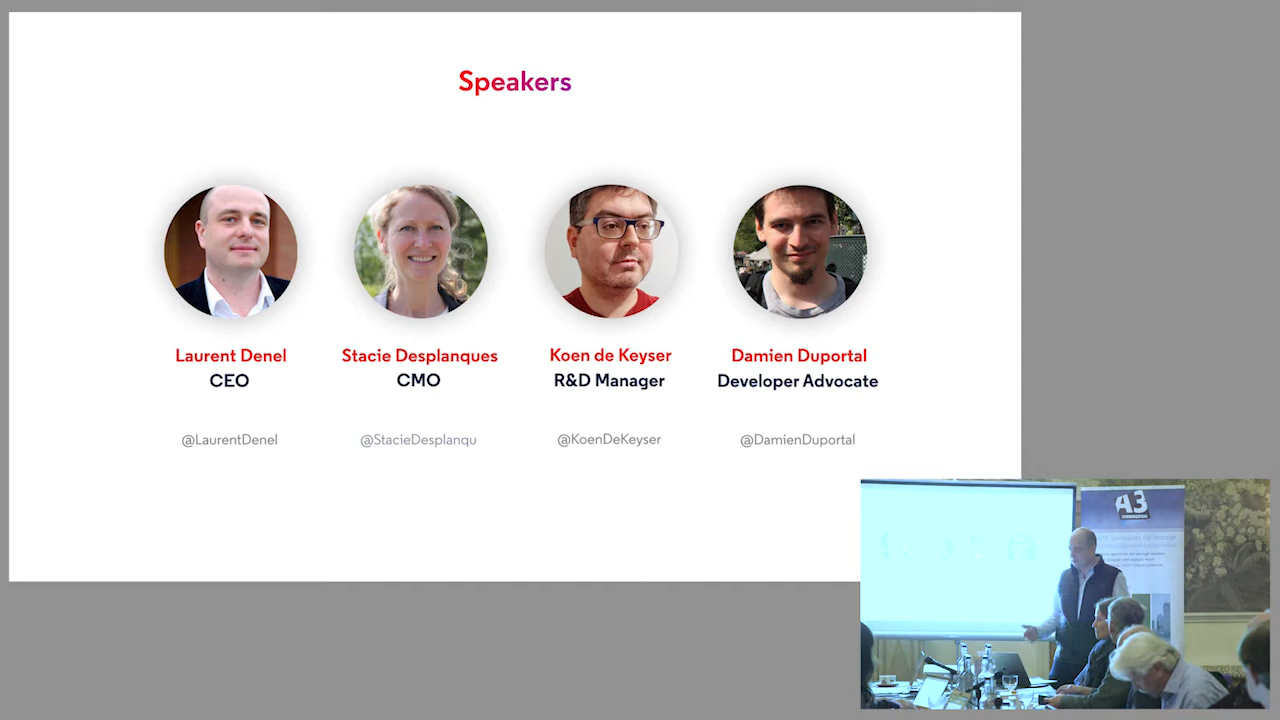 Speakers
Laurent Denel
CEO
@LaurentDenel
Stacie Desplanques
CMO
@StacieDesplanqu
Koen de Keyser
R&D Manager
@KoenDeKeyser
Damien Duportal
Developer Advocate
@DamienDuportal
A3